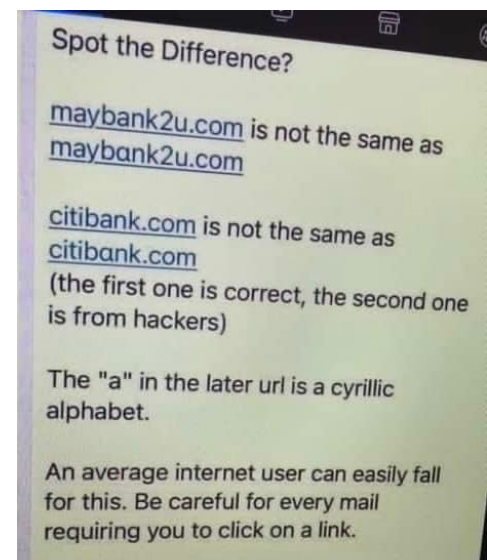 Spot the Difference?
maybank2u.com is not the same as
maybɑnk2u.com
citibank.com is not the same as
citibɑnk.com
(the first one is correct, the second one
is from hackers)
The "a" in the later url is a cyrillic
alphabet.
An average internet user can easily fall
for this. Be careful for every mail
requiring you to click on a link.